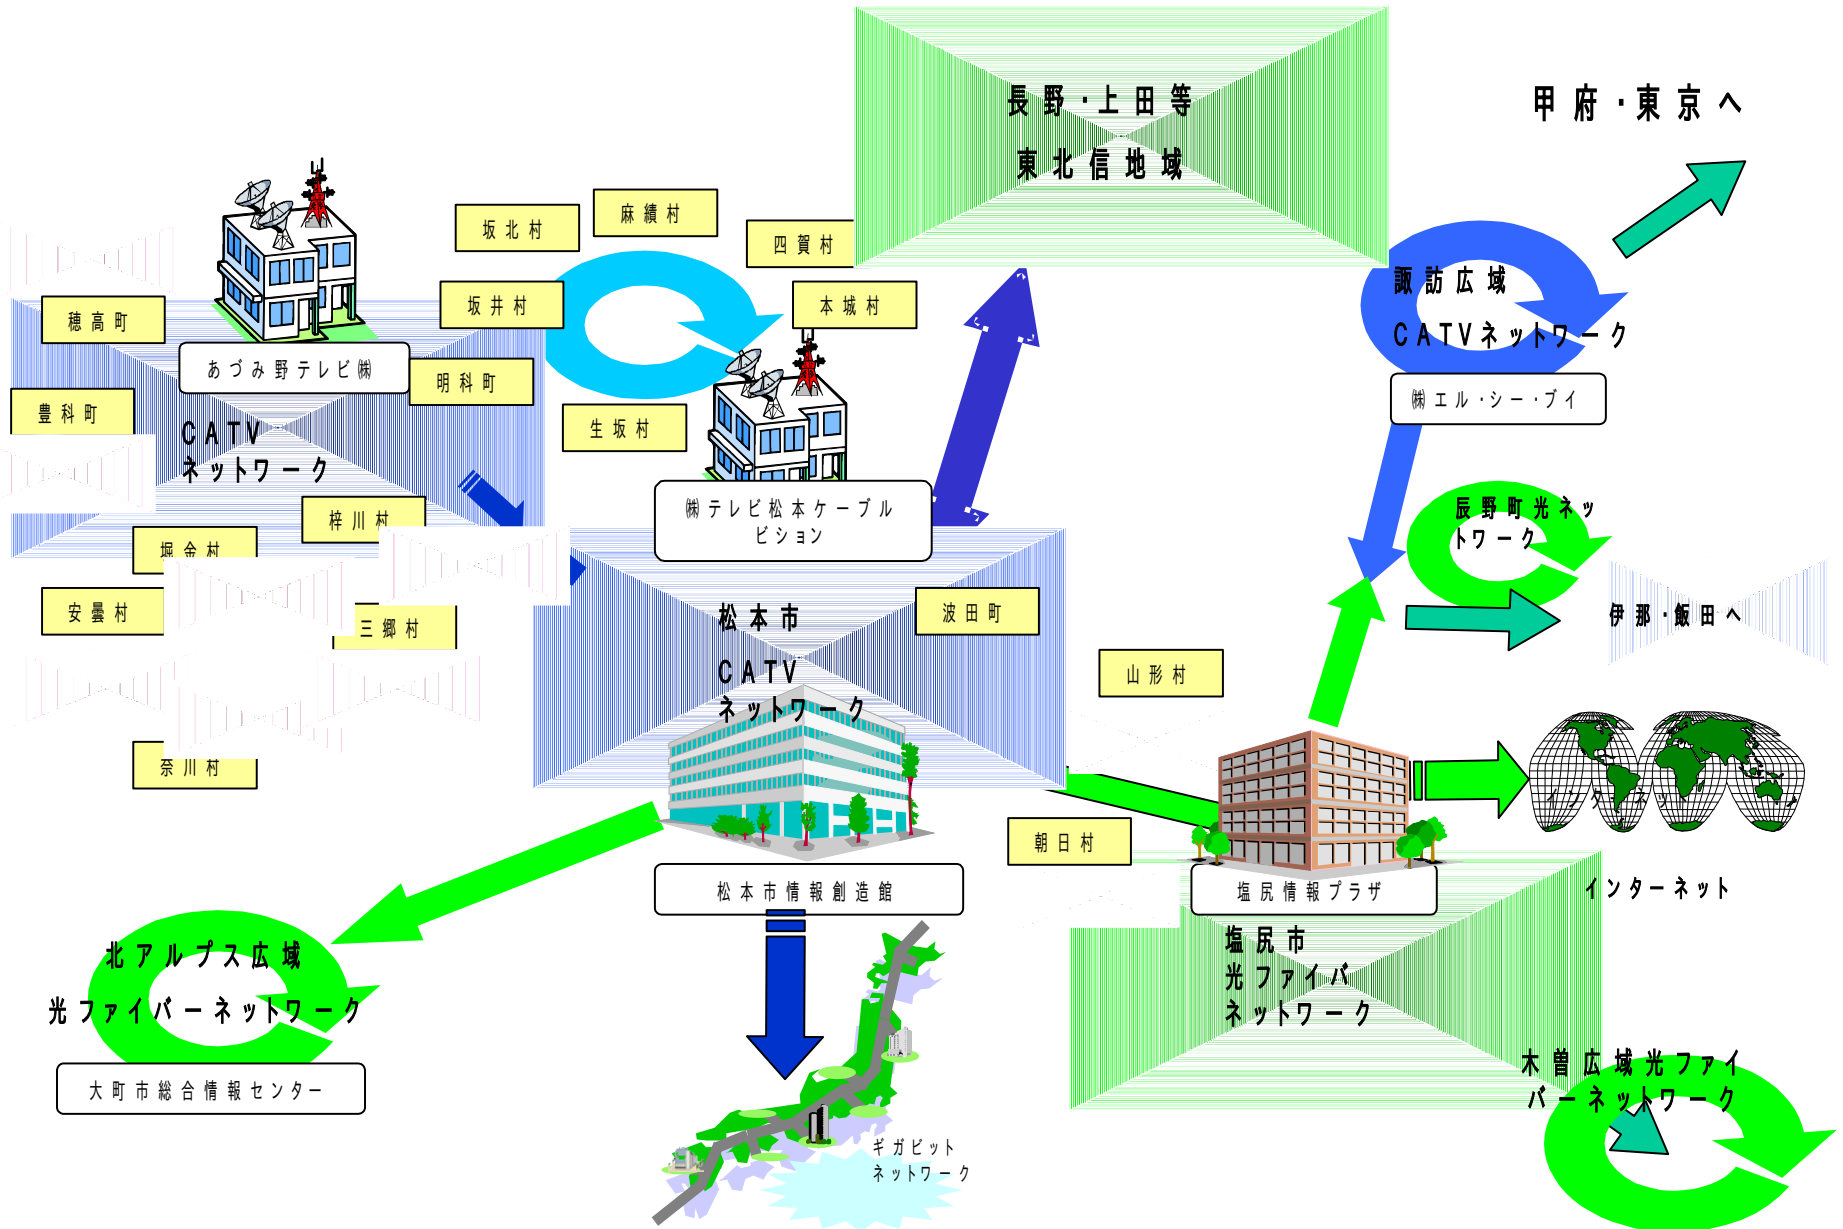 長野・上田等
東北信地域
甲府・東京へ
坂北村
麻績村
四賀村
穂高町
坂井村
本城村
諏訪広域
CATVネットワーク
あづみ野テレビ㈱
明科町
㈱エル・シー・ブイ
豊科町
CATV
ネットワーク
生坂村
梓川村
㈱テレビ松本ケーブル
ビション
辰野町光ネッ
トワーク
堀金村
安曇村
三郷村
松本市
CATV
ネットワーク
波田町
伊那・飯田へ
山形村
奈川村
朝日村
インターネット
松本市情報創造館
塩尻情報プラザ
インターネット
北アルプス広域
光ファイバーネットワーク
塩尻市
光ファイバ
ネットワーク
大町市総合情報センター
木曽広域光ファイ
バーネットワーク
ギガビット
ネットワーク